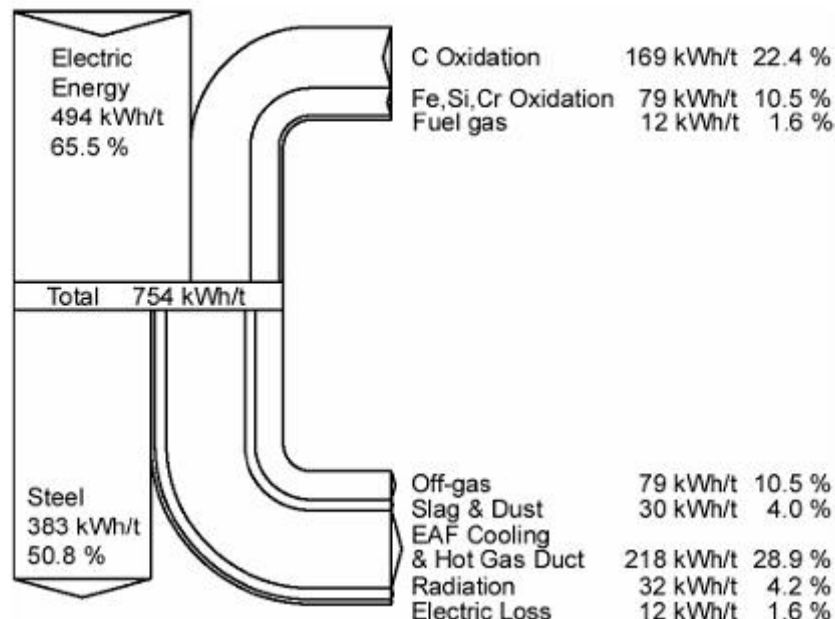 Electric
Energy
494 kWh/t
65.5 %
C Oxidation 169 kWh/t 22.4 %
Fe,Si,Cr Oxidation 79 kWh/t 10.5 %
Fuel gas 12 kWh/t 1.6 %
Total 754 kWh/t
Steel
383 kWh/t
50.8 %
Off-gas 79 kWh/t 10.5 %
Slag & Dust 30 kWh/t 4.0 %
EAF Cooling
& Hot Gas Duct 218 kWh/t 28.9 %
Radiation 32 kWh/t 4.2 %
Electric Loss 12 kWh/t 1.6 %